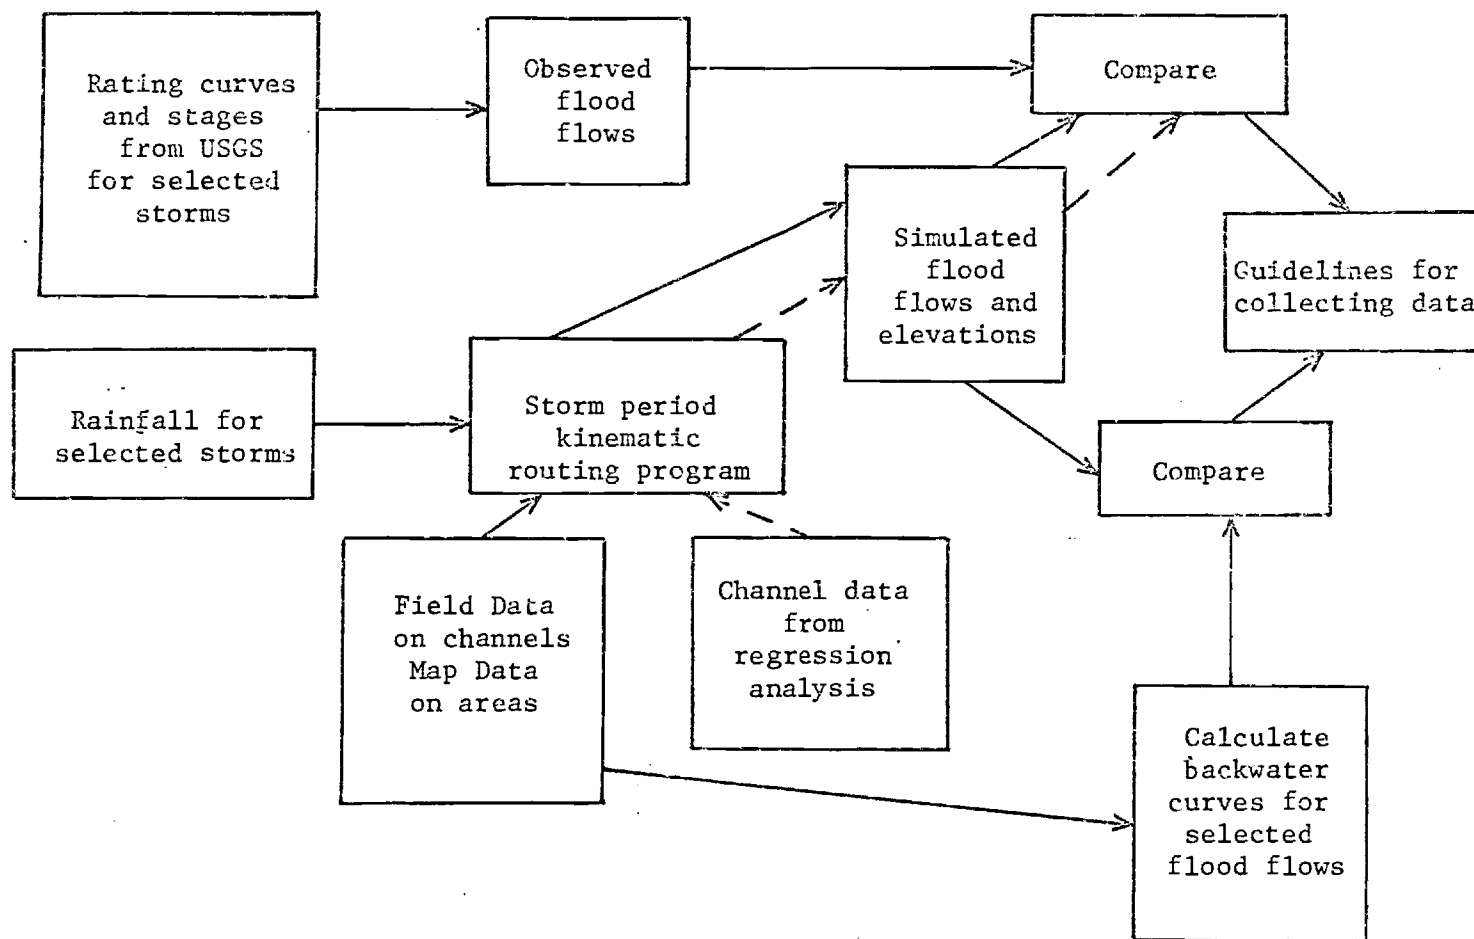 Rating curves
and stages
from USGS
for selected
storms
Observed
flood
flows
Compare
Simulated
flood
flows and
elevations
Guidelines for
collecting data
Rainfall for
selected storms
Storm period
kinematic
routing program
Compare
Field Data
on channels
Map Data
on areas
Channel data
from
regression
analysis
Calculate
backwater
curves for
selected
flood flows